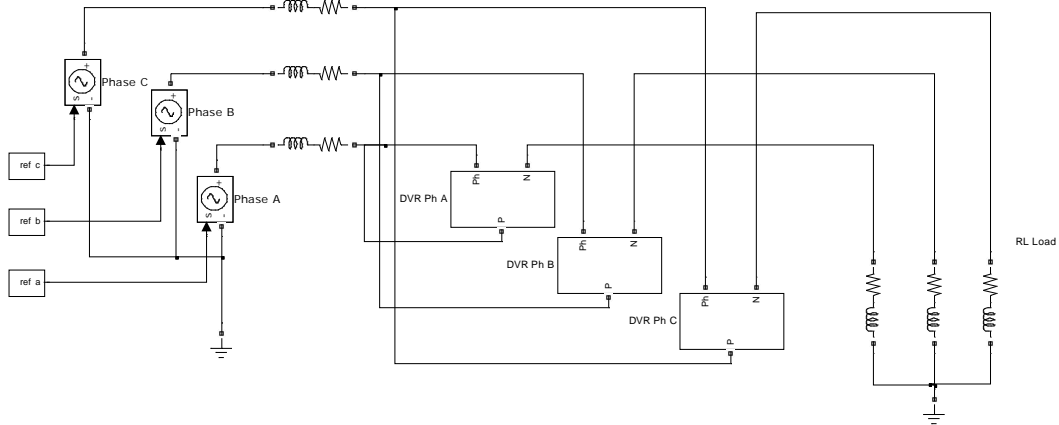 Phase C
+
s
-
Phase B
+
s
-
ref c
Phase A
+
s
-
ref b
ref a
DVR Ph A
Ph
N
P
DVR Ph B
Ph
N
P
DVR Ph C
Ph
N
P
RL Load